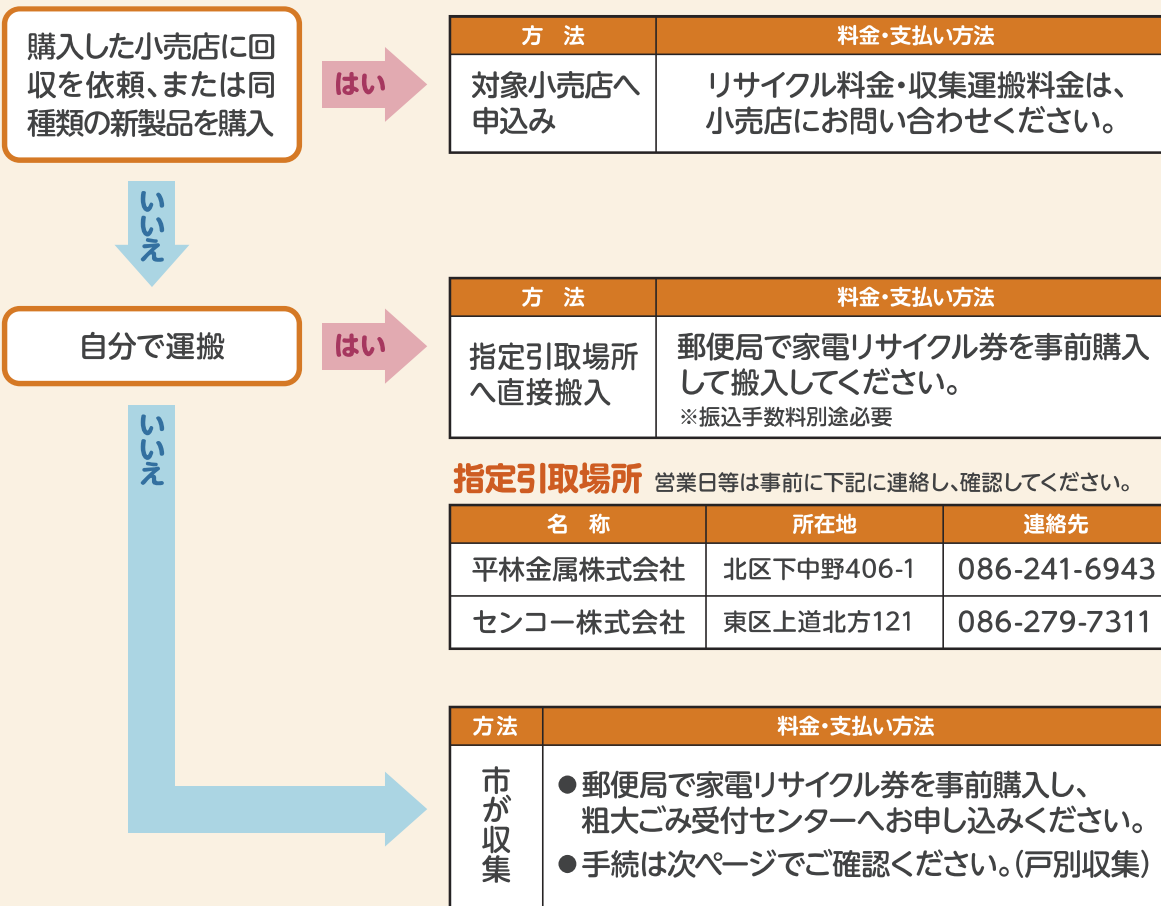 購入した小売店に回
収を依頼、または同
種類の新製品を購入
はい
方　法
料金・支払い方法
対象小売店へ
申込み
リサイクル料金・収集運搬料金は、
小売店にお問い合わせください。
いいえ
自分で運搬
はい
方　法
料金・支払い方法
指定引取場所
へ直接搬入
郵便局で家電リサイクル券を事前購入
して搬入してください。
※振込手数料別途必要
いいえ
指定引取場所 営業日等は事前に下記に連絡し、確認してください。
名　称
所在地
連絡先
平林金属株式会社
北区下中野406-1
086-241-6943
センコー株式会社
東区上道北方121
086-279-7311
方法
料金・支払い方法
市が収集
●郵便局で家電リサイクル券を事前購入し、
粗大ごみ受付センターへお申し込みください。
●手続は次ページでご確認ください。(戸別収集)